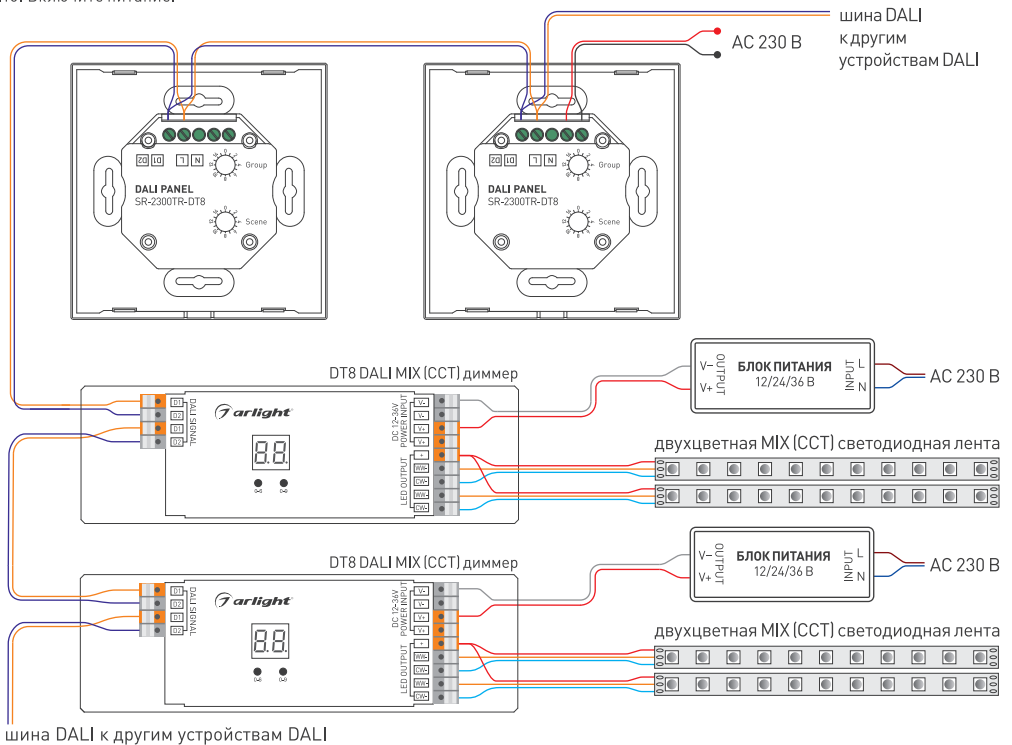 шина DALI
к другим
устройствам DALI
AC 230 В
D2 D1 L N
Group
DALI PANEL
SR-2300TR-DT8
Scene
D2 D1 L N
Group
DALI PANEL
SR-2300TR-DT8
Scene
DT8 DALI MIX (CCT) диммер
D1
D2
D1
D2
DALI SIGNAL
arlight
88.
DC 12-36V
POWER INPUT
LED OUTPUT
V-
V-
V+
V+
+
WW-
CW-
WW-
CW-
V–
V+
OUTPUT
БЛОК ПИТАНИЯ
12/24/36 В
INPUT
L
N
AC 230 В
двухцветная MIX (CCT) светодиодная лента
DT8 DALI MIX (CCT) диммер
D1
D2
D1
D2
DALI SIGNAL
arlight
88.
DC 12-36V
POWER INPUT
LED OUTPUT
V-
V-
V+
V+
+
WW-
CW-
WW-
CW-
V–
V+
OUTPUT
БЛОК ПИТАНИЯ
12/24/36 В
INPUT
L
N
AC 230 В
двухцветная MIX (CCT) светодиодная лента
шина DALI к другим устройствам DALI